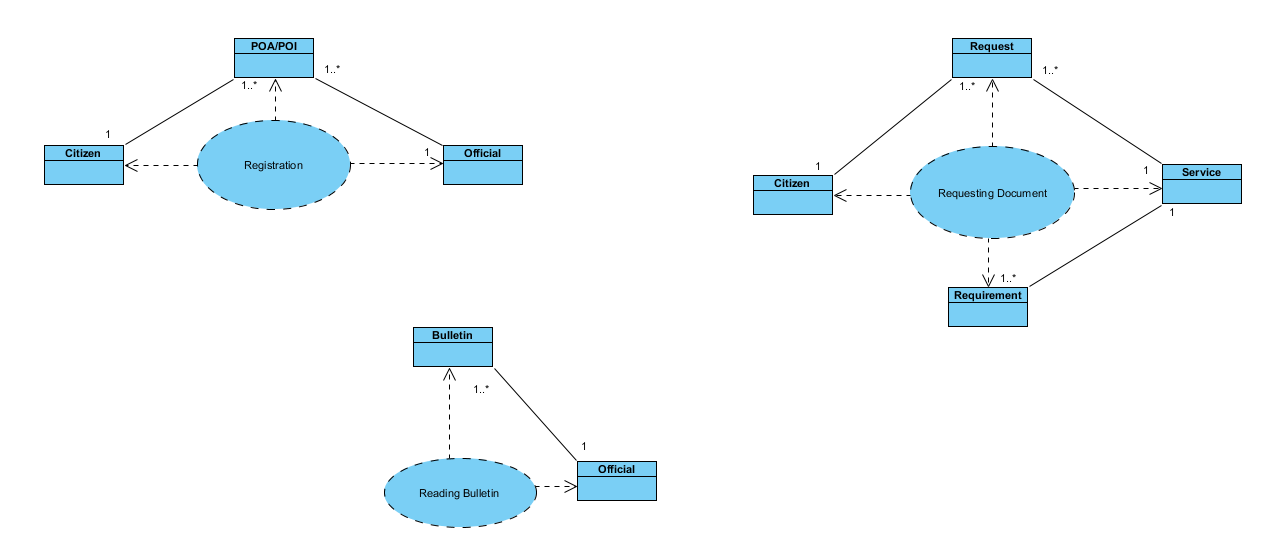 POA/POI
1..*
1..*
1
Citizen
Registration
1
Official
Request
1..*
1..*
1
Citizen
Requesting Document
1
Service
1
1..*
Requirement
Bulletin
1..*
1
Official
Reading Bulletin